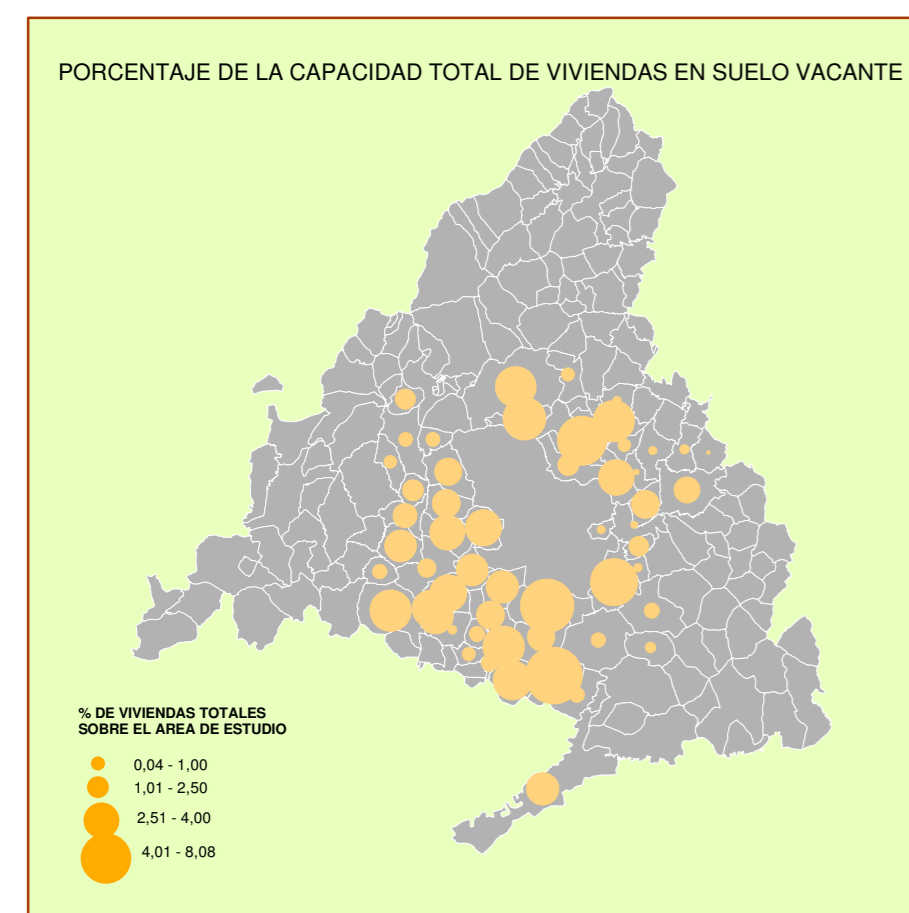 PORCENTAJE DE LA CAPACIDAD TOTAL DE VIVIENDAS EN SUELO VACANTE
% DE VIVIENDAS TOTALES
SOBRE EL AREA DE ESTUDIO
0,04 - 1,00
1,01 - 2,50
2,51 - 4,00
4,01 - 8,08